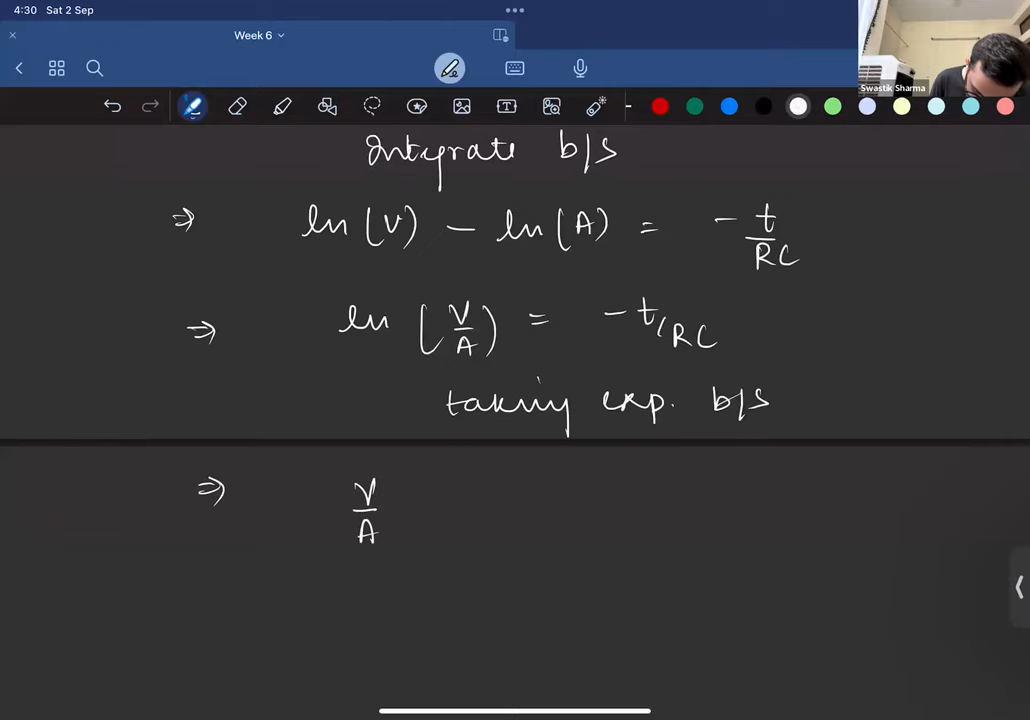 4:30 Sat 2 Sep
Week 6
Swastik Sharma
Integrate b/s
⇒ ln(V) - ln(A) = - t/RC
⇒ ln(V/A) = - t/RC
taking exp. b/s
⇒ V/A